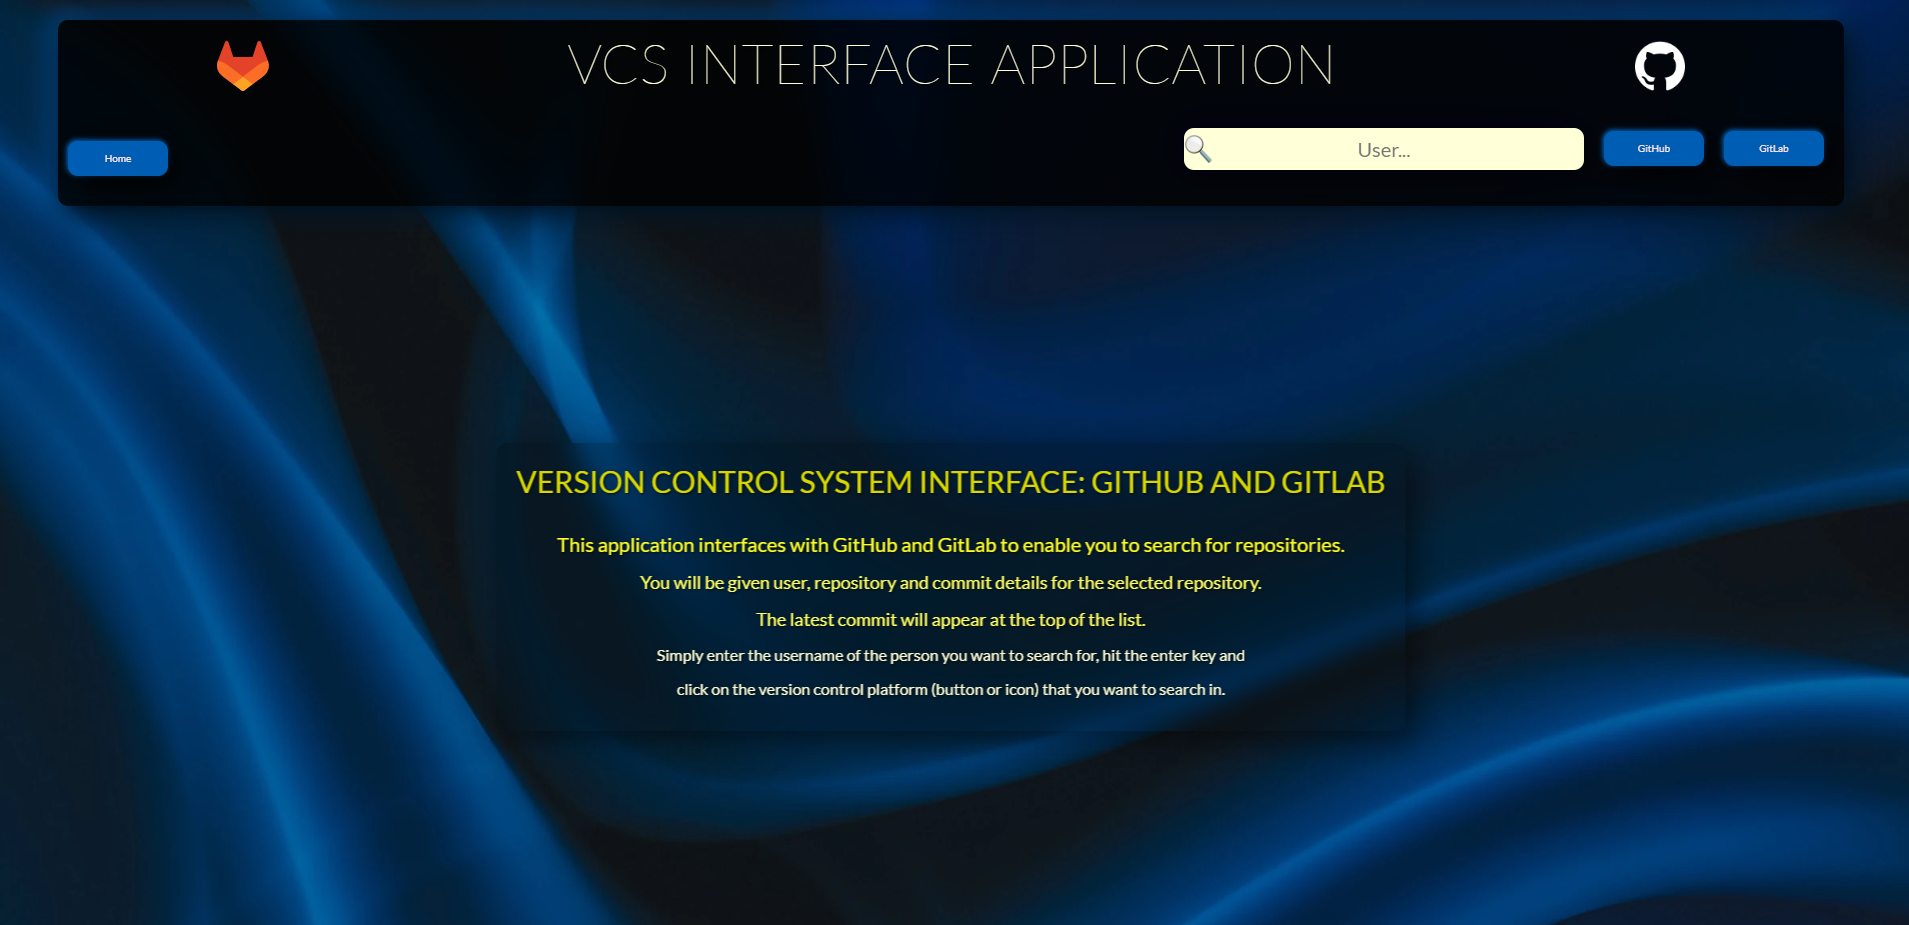 VCS INTERFACE APPLICATION
Home
User...
GitHub
GitLab
VERSION CONTROL SYSTEM INTERFACE: GITHUB AND GITLAB
This application interfaces with GitHub and GitLab to enable you to search for repositories.
You will be given user, repository and commit details for the selected repository.
The latest commit will appear at the top of the list.
Simply enter the username of the person you want to search for, hit the enter key and
click on the version control platform (button or icon) that you want to search in.